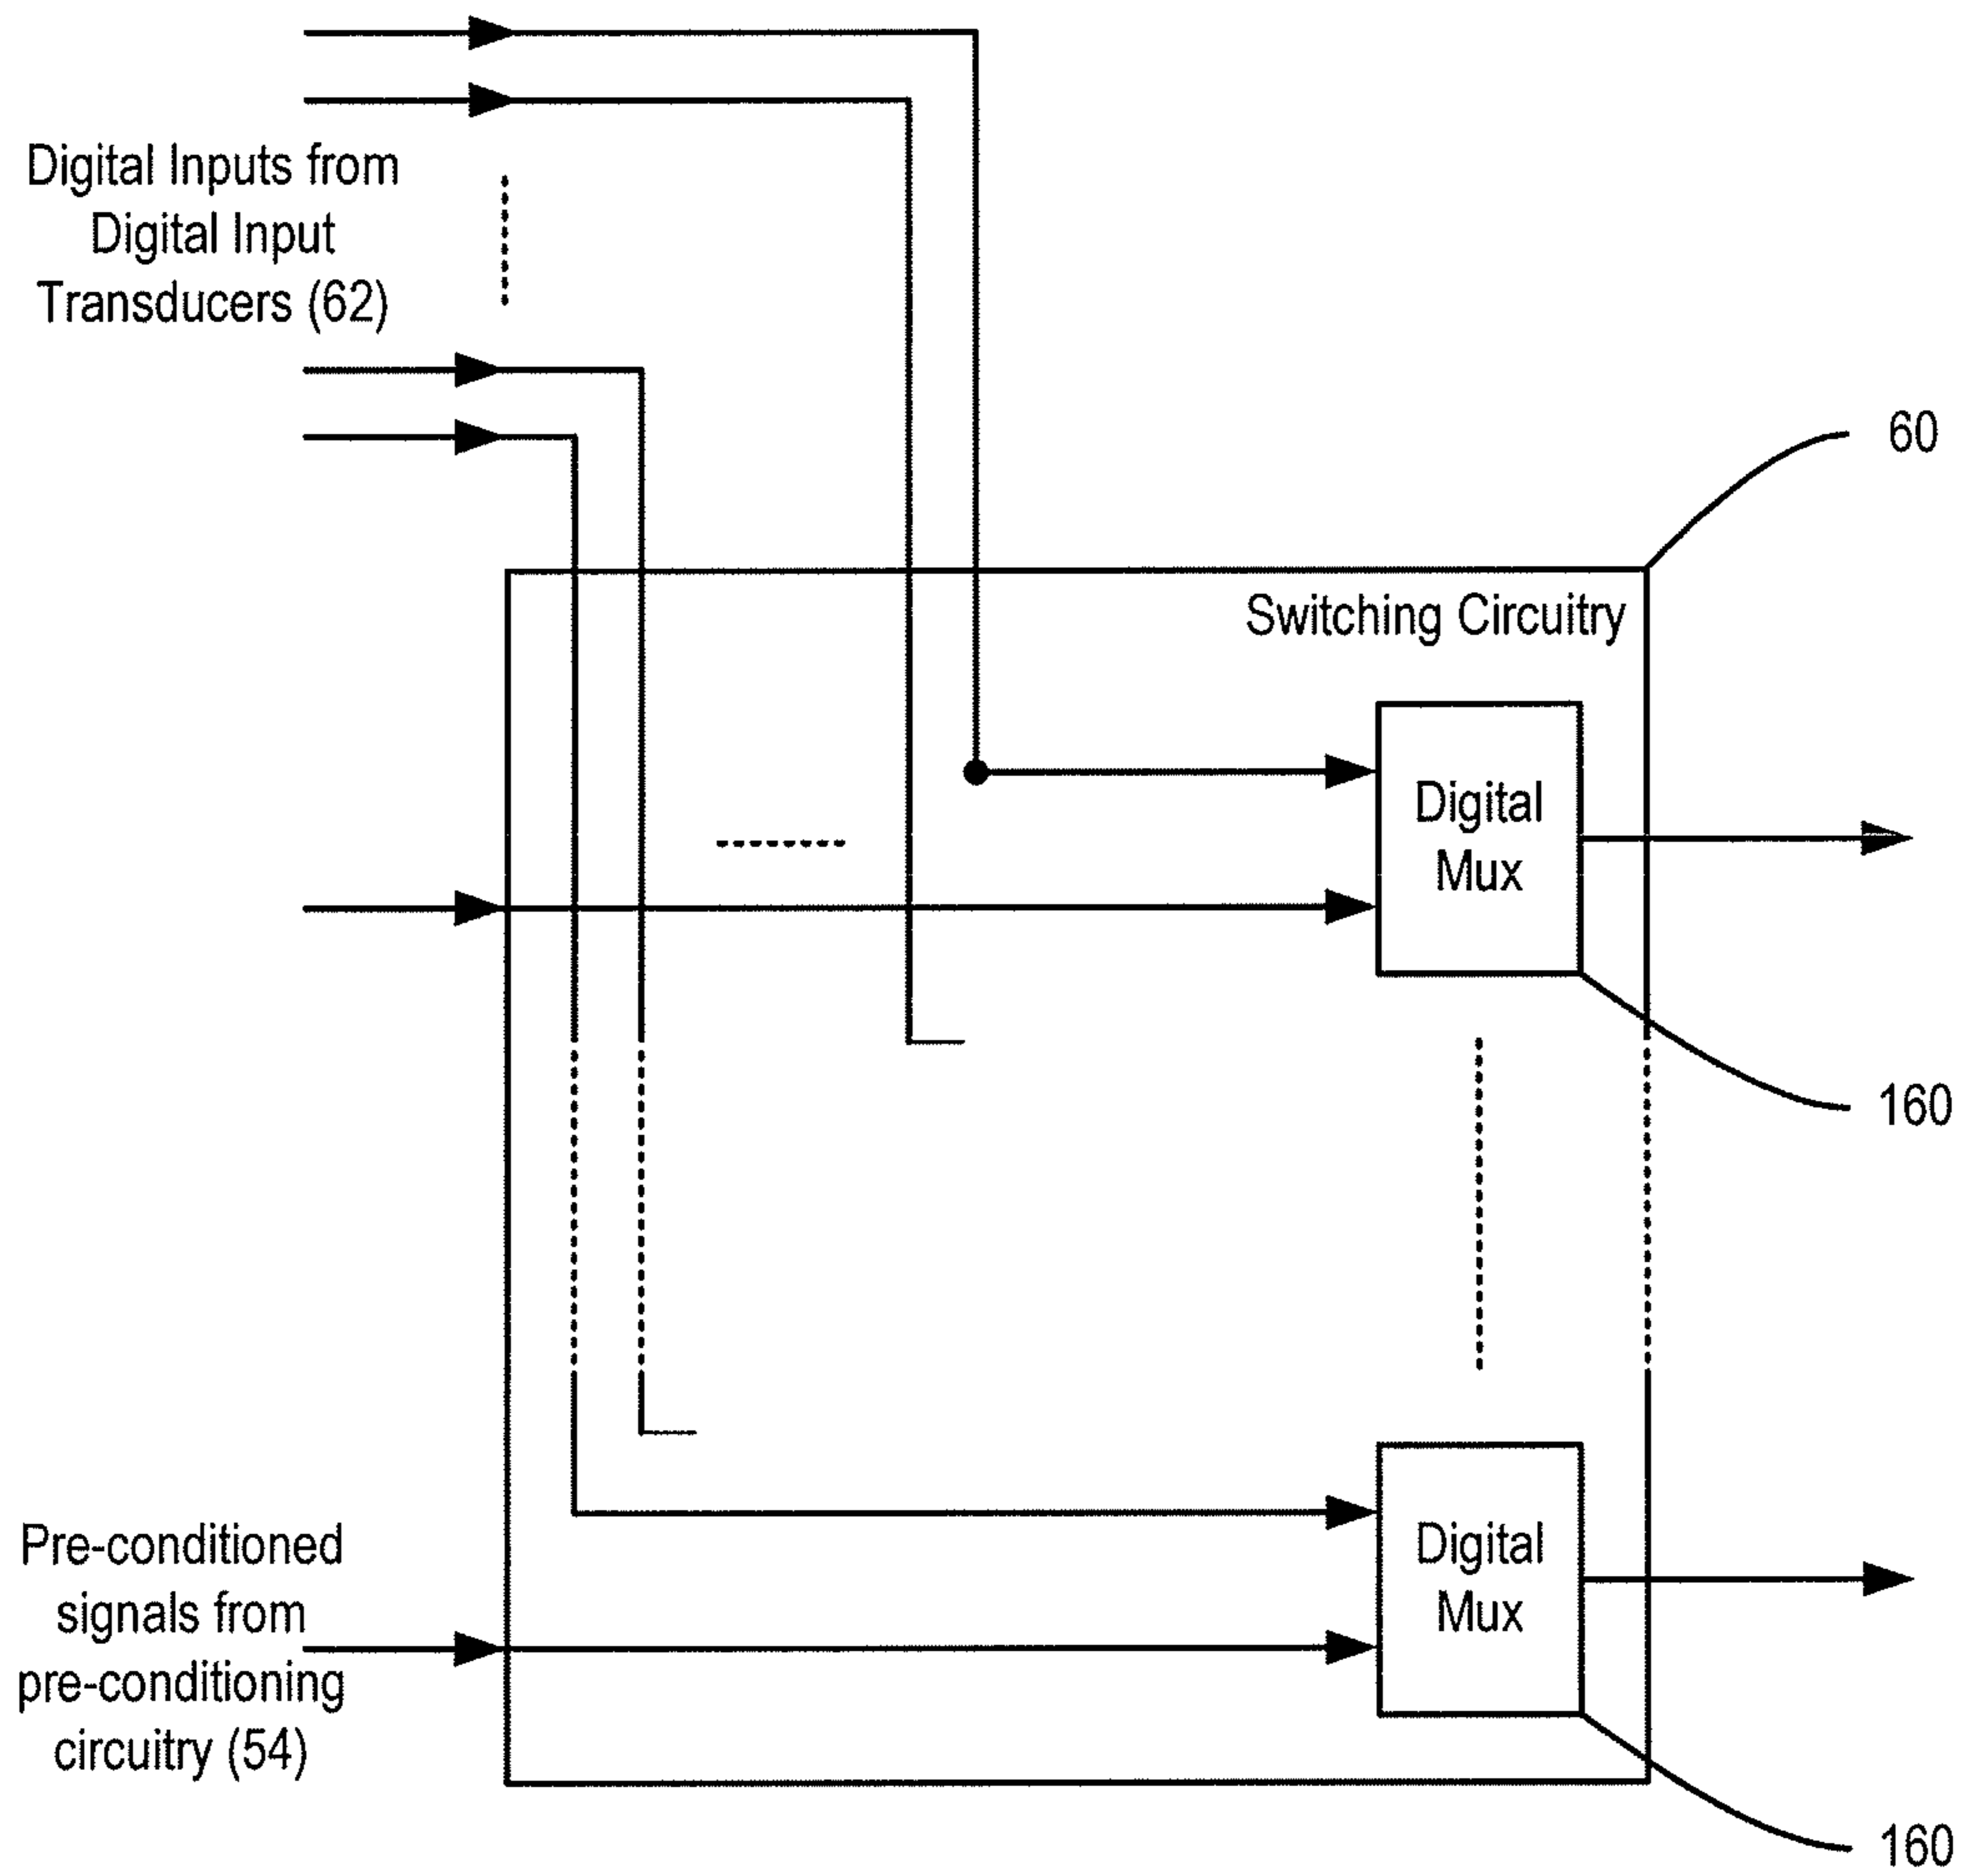 Digital Inputs from
Digital Input
Transducers (62)
60
Switching Circuitry
Digital
Mux
160
Digital
Mux
Pre-conditioned
signals from
pre-conditioning
circuitry (54)
160